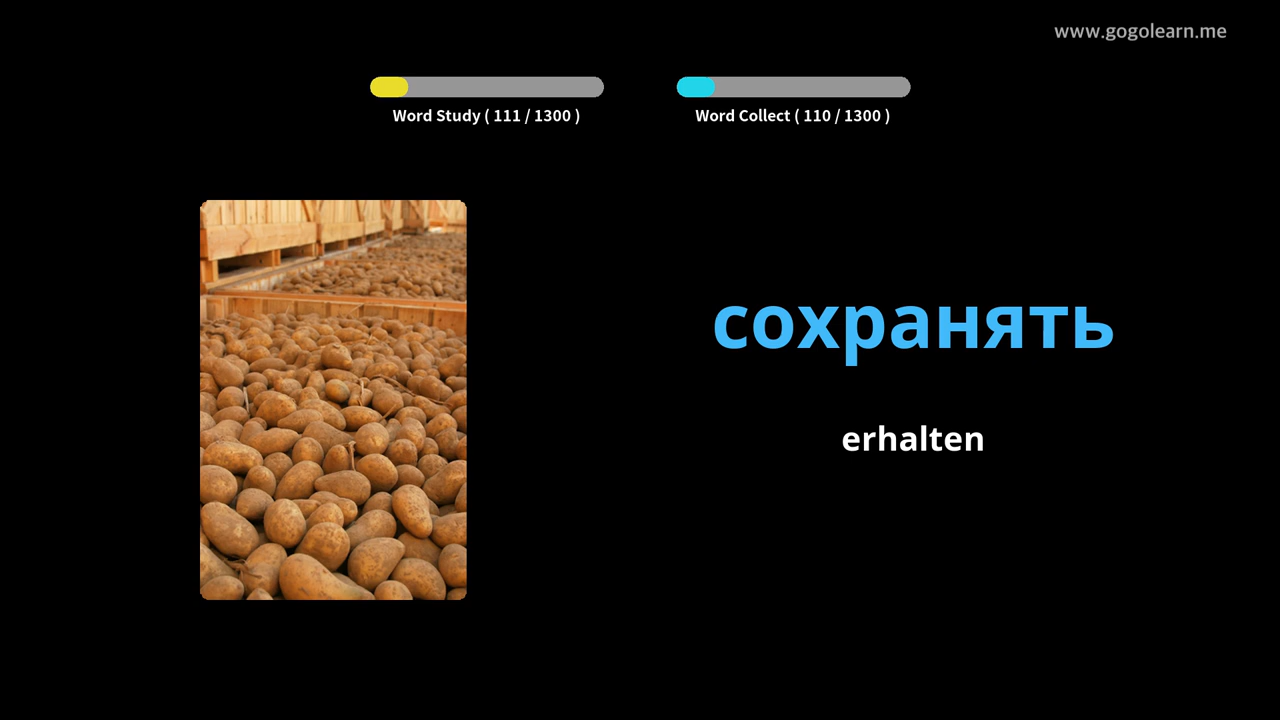 www.gogolearn.me
Word Study ( 111 / 1300 )
Word Collect ( 110 / 1300 )
сохранять
erhalten